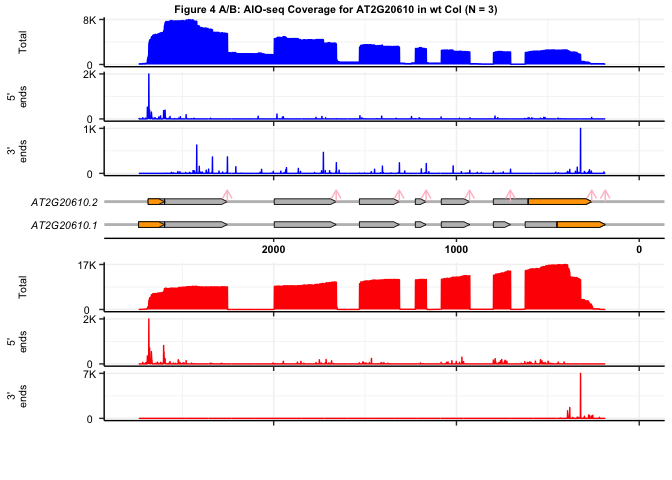 Figure 4 A/B: AIO-seq Coverage for AT2G20610 in wt Col (N = 3)
8K
Total
0
2K
5'
ends
0
1K
3'
ends
0
AT2G20610.2
AT2G20610.1
2000 1000 0
17K
Total
0
2K
5'
ends
0
7K
3'
ends
0